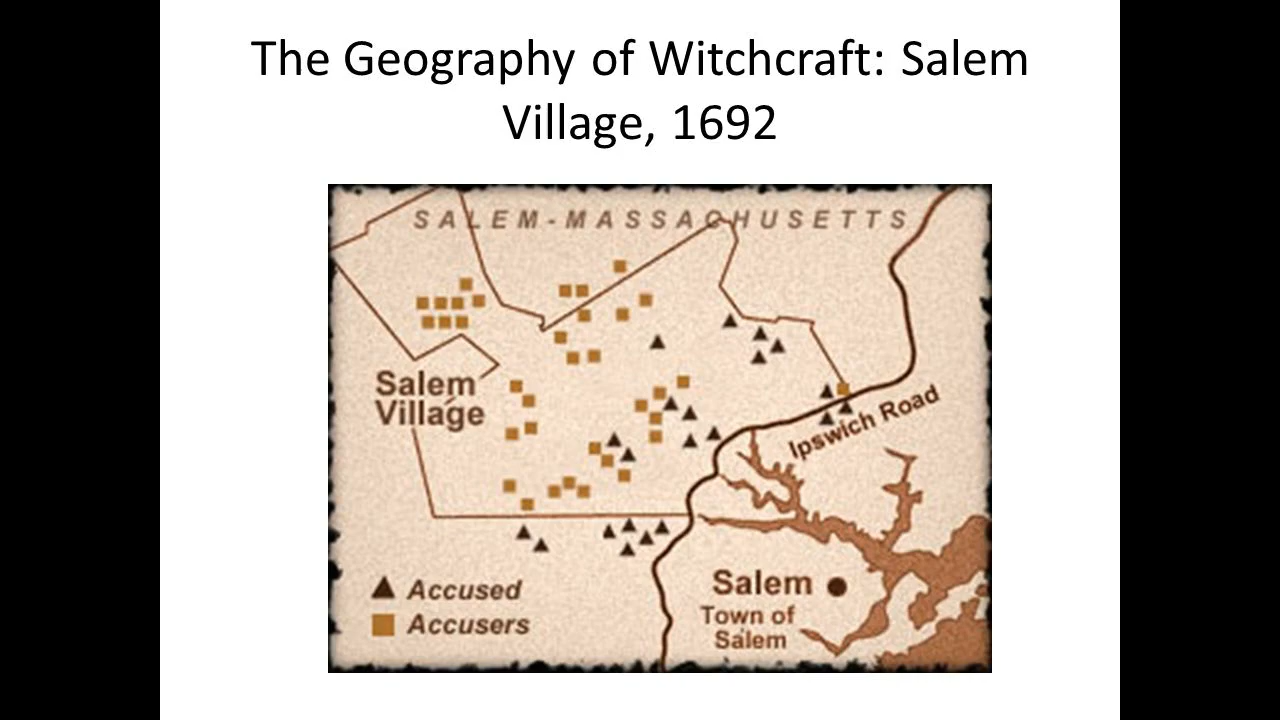 The Geography of Witchcraft: Salem
Village, 1692
SALEM-MASSACHUSETTS
Salem
Village
Ipswich Road
Accused
Accusers
Salem
Town of
Salem